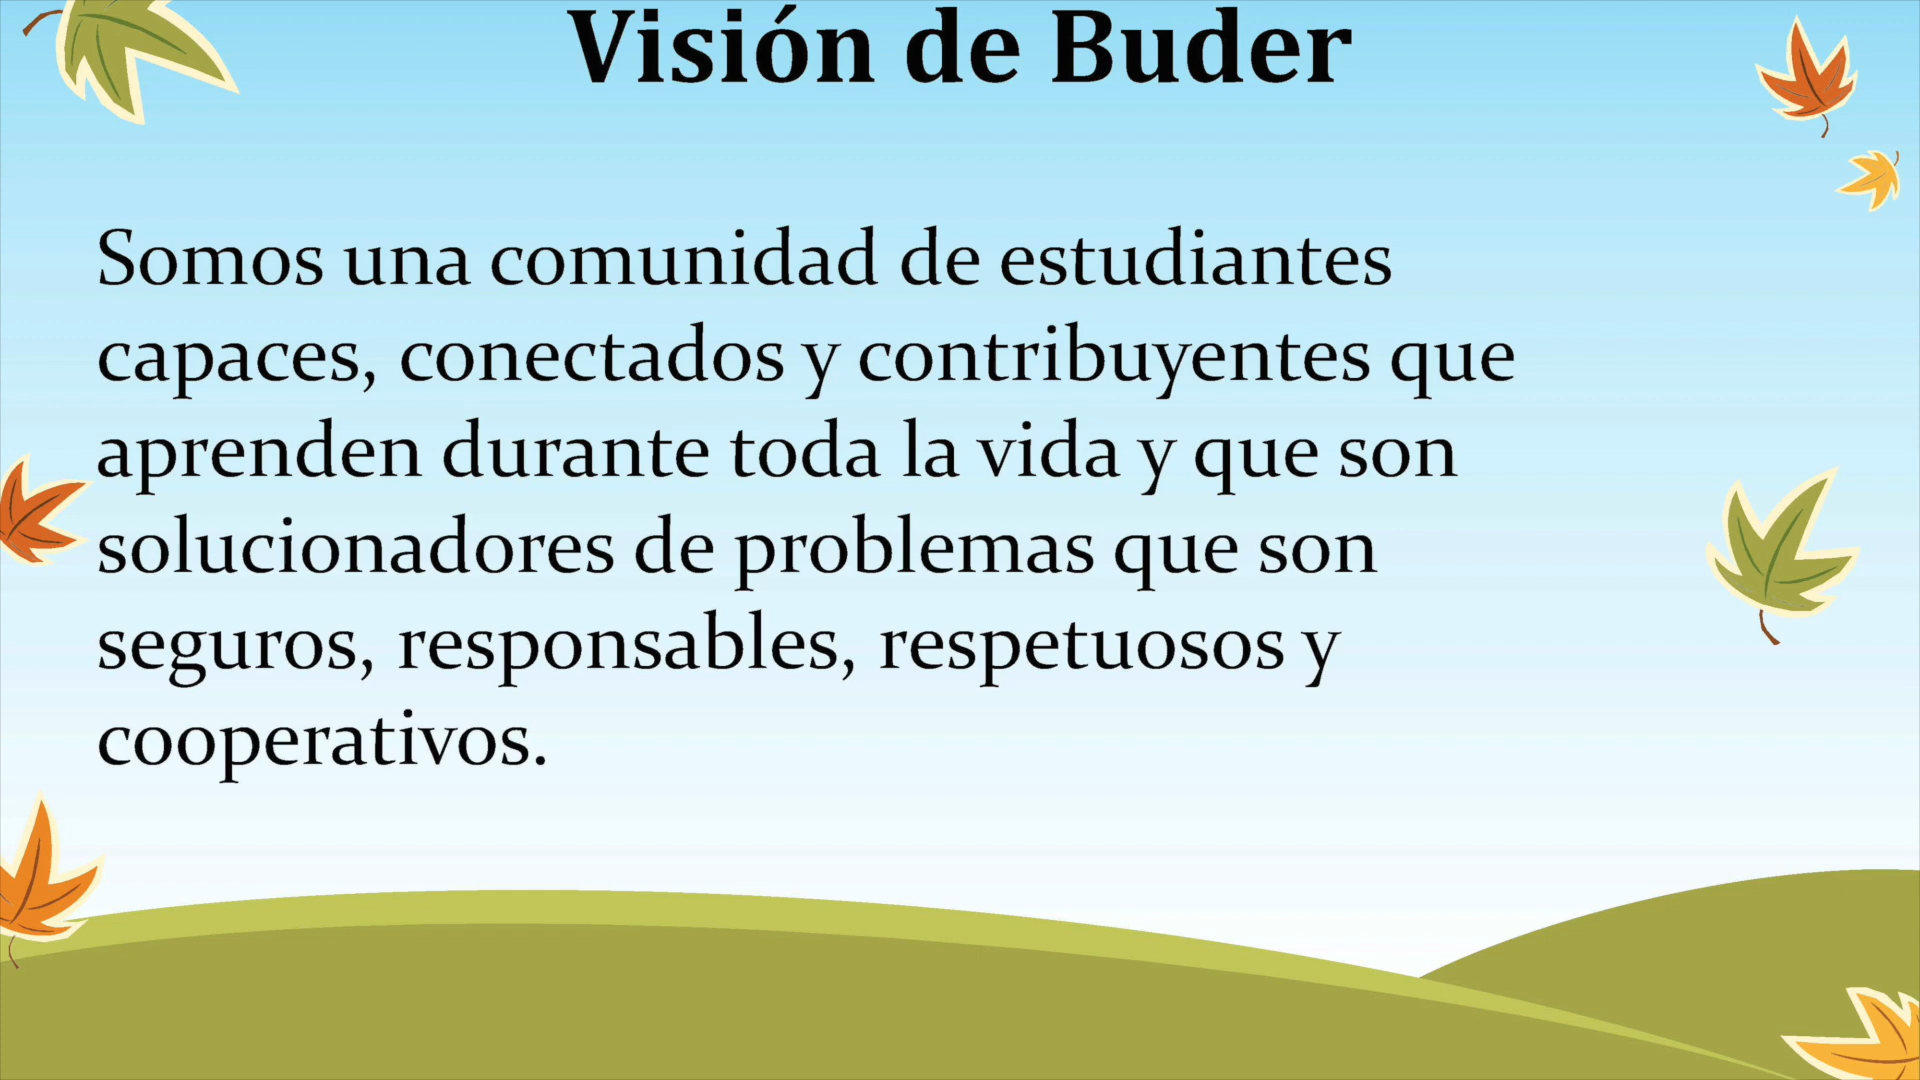 Visión de Buder
Somos una comunidad de estudiantes
capaces, conectados y contribuyentes que
aprenden durante toda la vida y que son
solucionadores de problemas que son
seguros, responsables, respetuosos y
cooperativos.